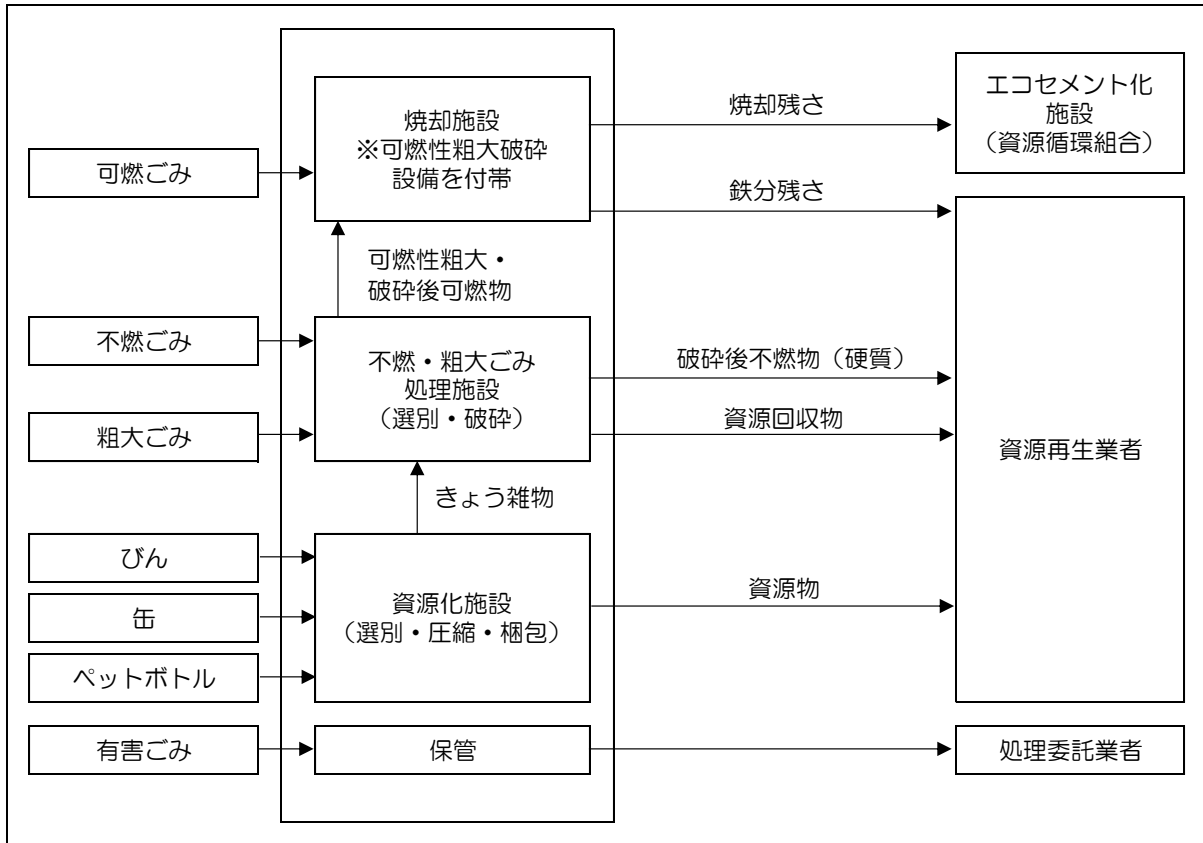 可燃ごみ
焼却施設
※可燃性粗大破砕
設備を付帯
焼却残さ
エコセメント化
施設
（資源循環組合）
鉄分残さ
可燃性粗大・
破砕後可燃物
不燃ごみ
粗大ごみ
不燃・粗大ごみ
処理施設
（選別・破砕）
破砕後不燃物（硬質）
資源回収物
資源再生業者
きょう雑物
びん
缶
ペットボトル
資源化施設
（選別・圧縮・梱包）
資源物
有害ごみ
保管
処理委託業者